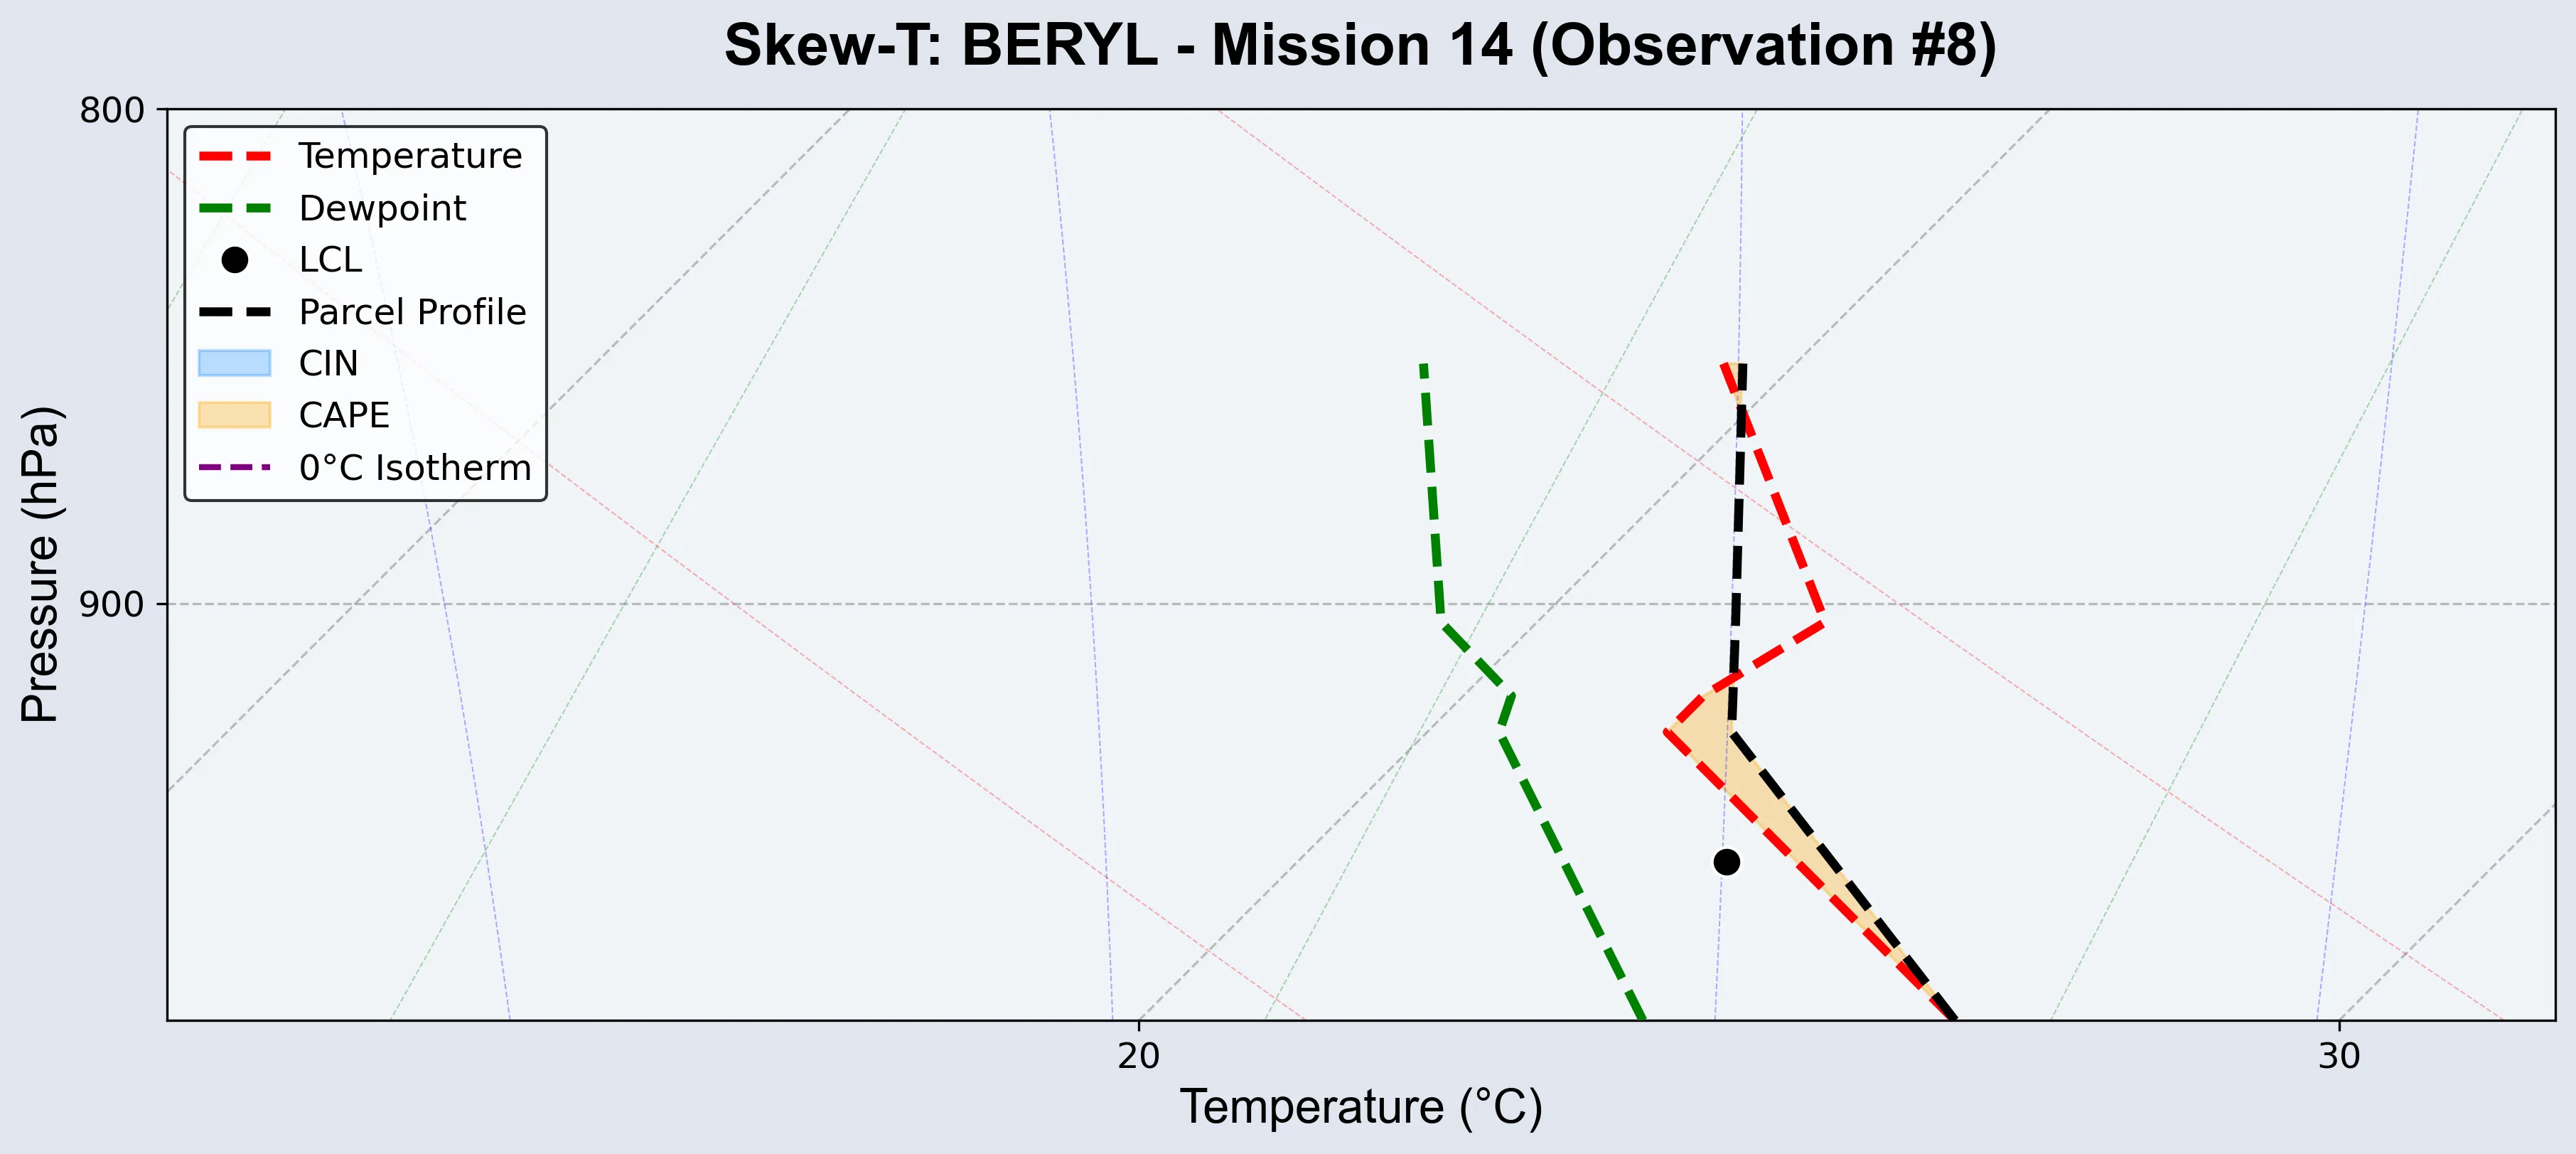 Skew-T: BERYL - Mission 14 (Observation #8)
800
Temperature
Dewpoint
LCL
Parcel Profile
CIN
CAPE
0°C Isotherm
Pressure (hPa)
900
20
30
Temperature (°C)